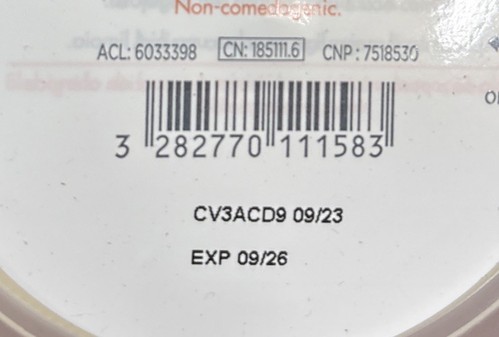 Non-comedogenic.
ACL: 6033398 CN: 185111.6 CNP: 7518530
3 282770 111583
CV3ACD9 09/23
EXP 09/26